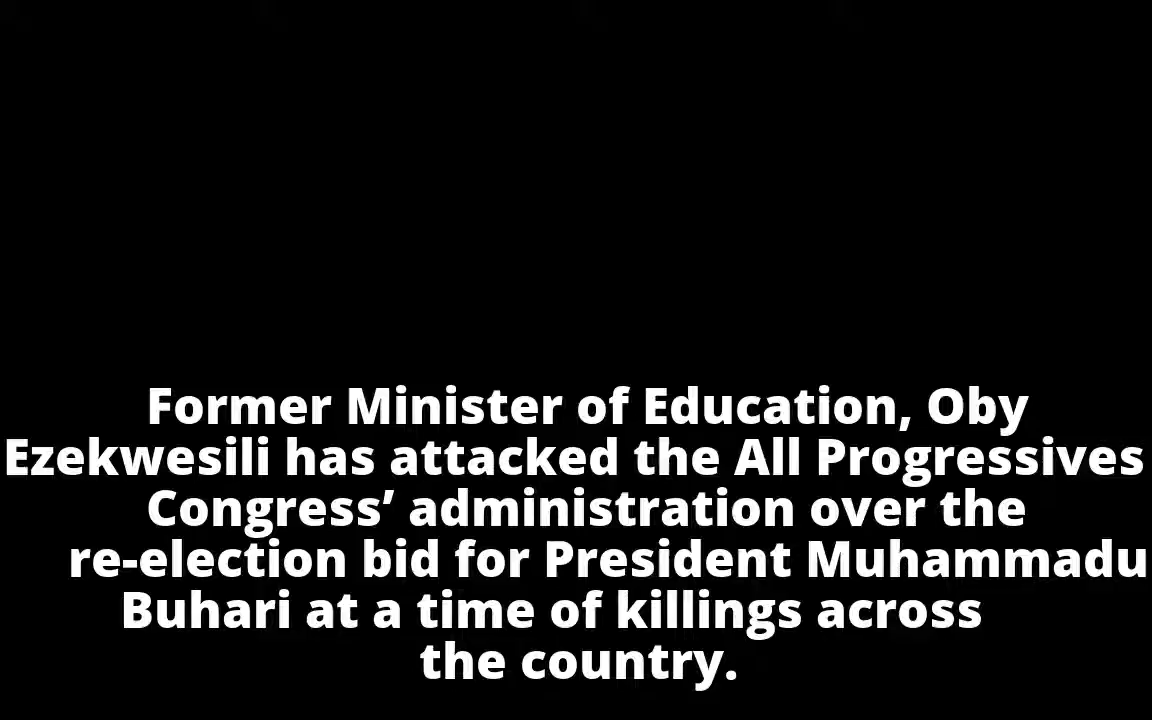 Former Minister of Education, Oby
Ezekwesili has attacked the All Progressives
Congress’ administration over the
re-election bid for President Muhammadu
Buhari at a time of killings across
the country.